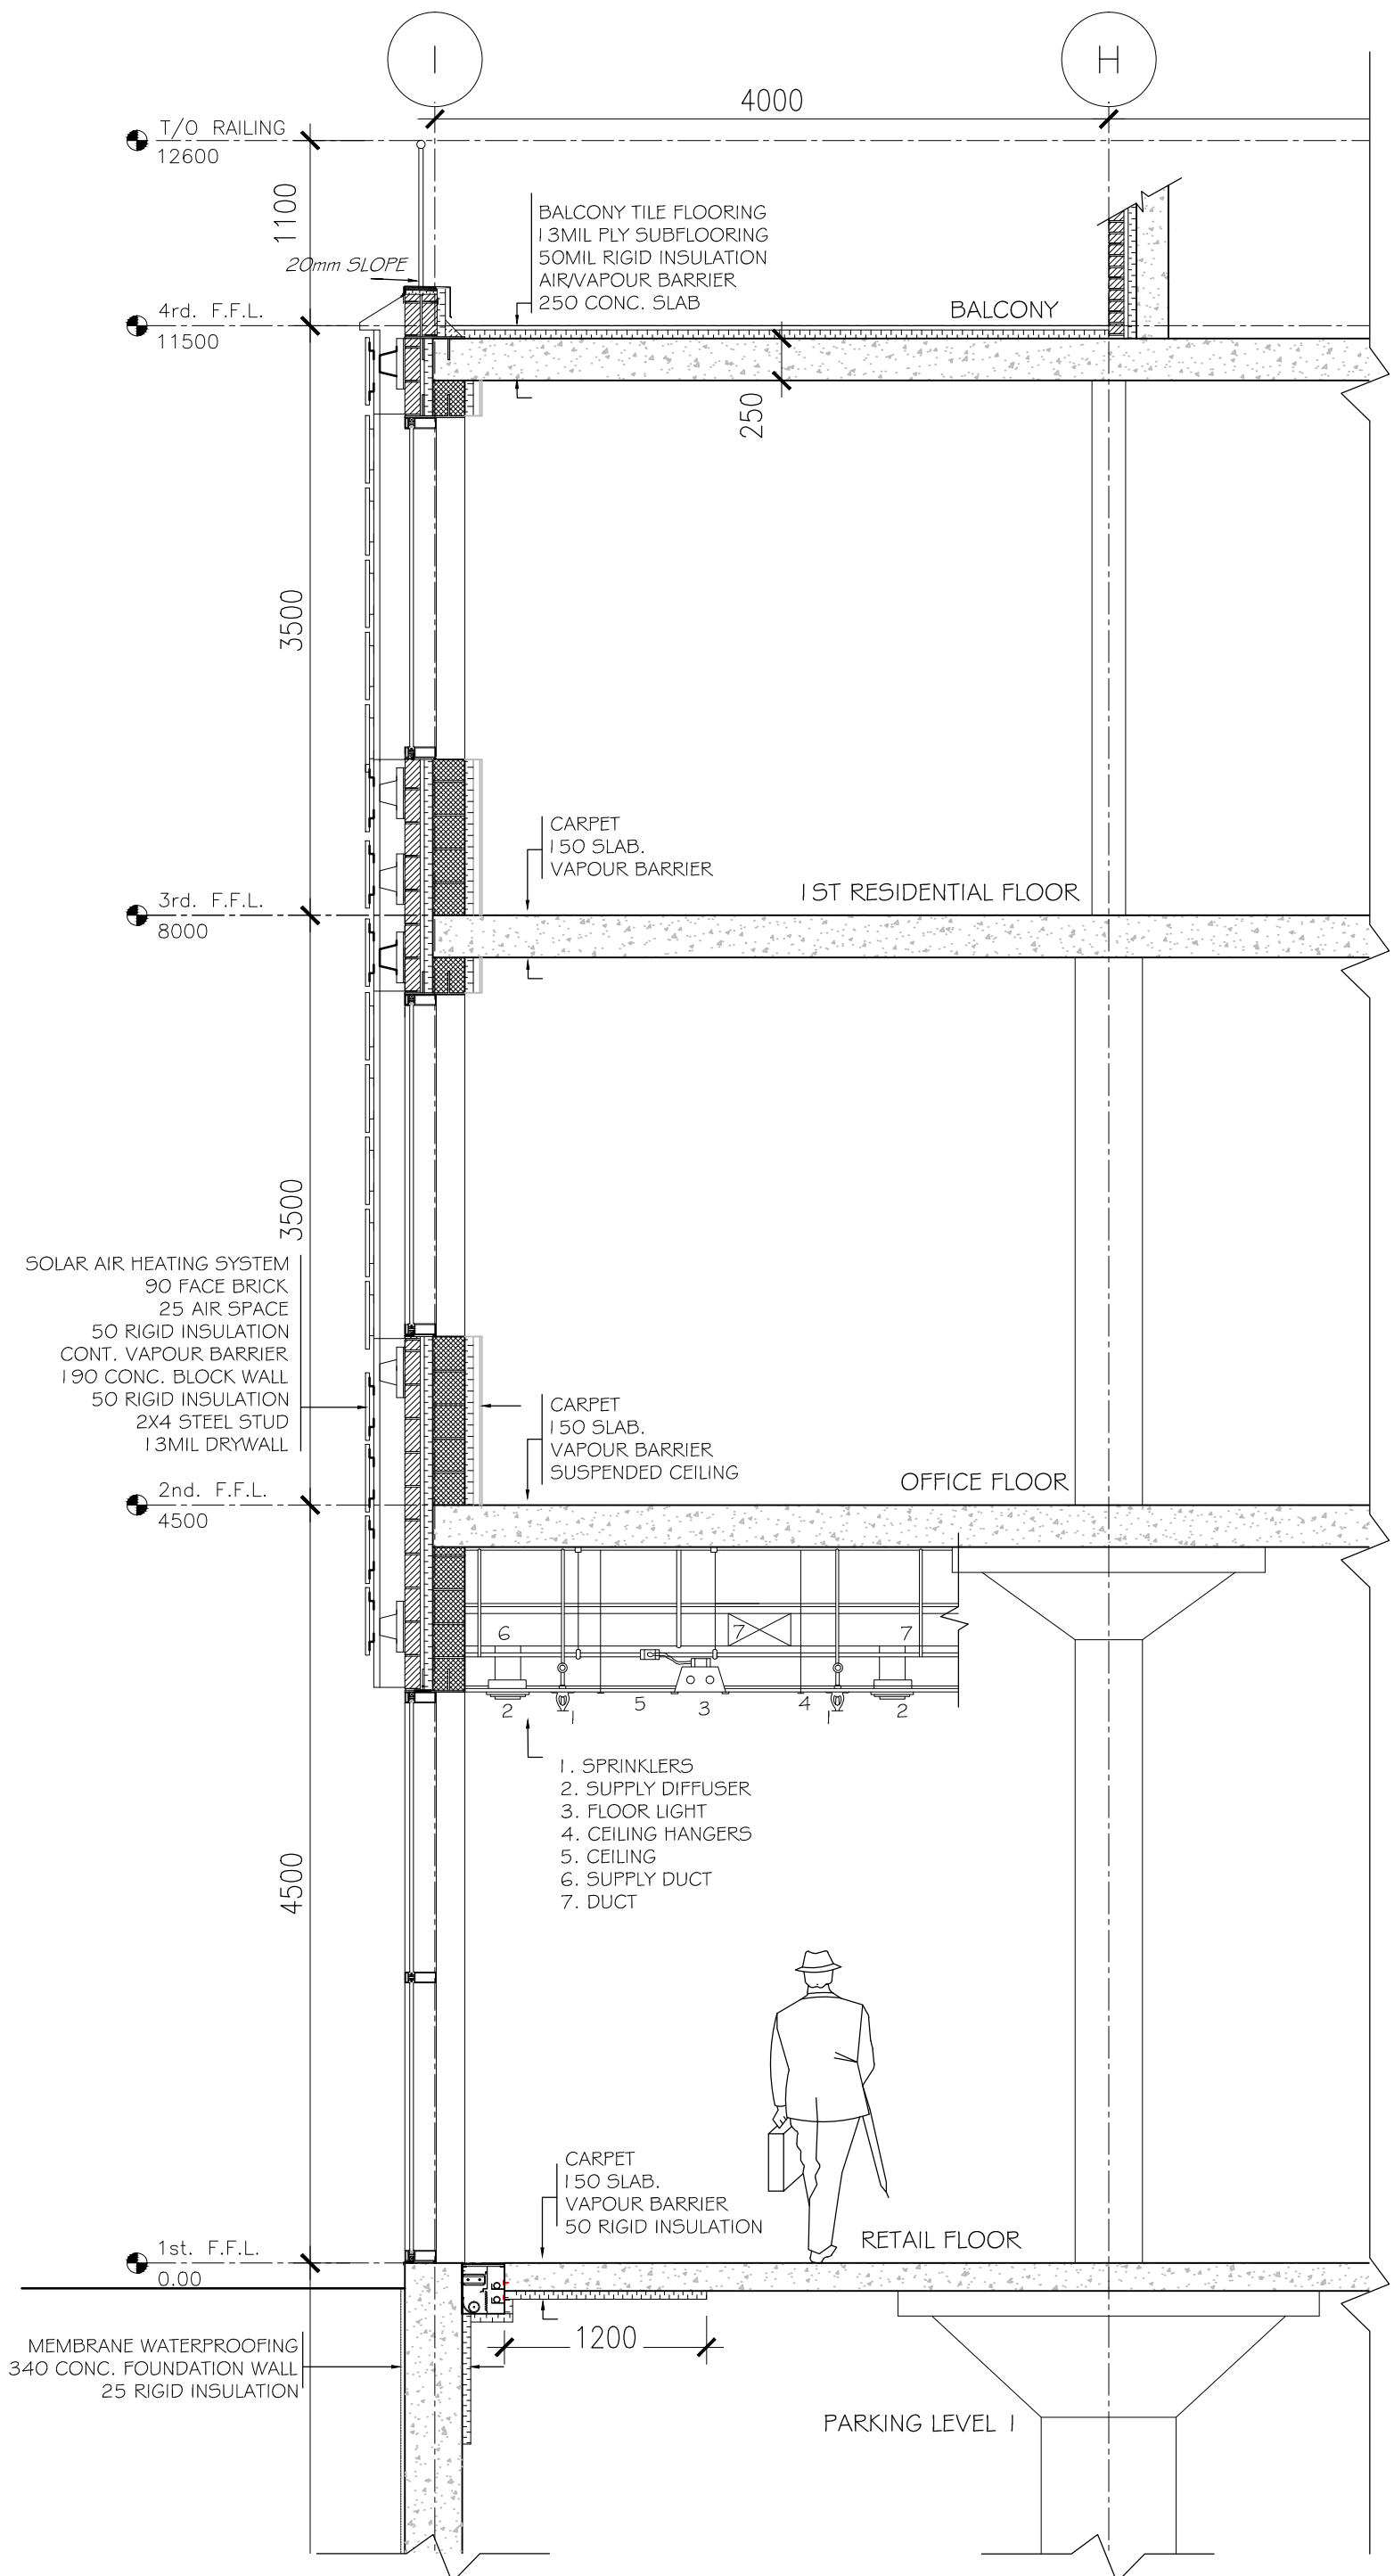 I
H
4000
T/O RAILING
12600
1100
BALCONY TILE FLOORING
13MIL PLY SUBFLOORING
50MIL RIGID INSULATION
AIR/VAPOUR BARRIER
250 CONC. SLAB
20mm SLOPE
4rd. F.F.L.
11500
BALCONY
250
3500
CARPET
150 SLAB.
VAPOUR BARRIER
1ST RESIDENTIAL FLOOR
3rd. F.F.L.
8000
3500
SOLAR AIR HEATING SYSTEM
90 FACE BRICK
25 AIR SPACE
50 RIGID INSULATION
CONT. VAPOUR BARRIER
190 CONC. BLOCK WALL
50 RIGID INSULATION
2X4 STEEL STUD
13MIL DRYWALL
CARPET
150 SLAB.
VAPOUR BARRIER
SUSPENDED CEILING
OFFICE FLOOR
2nd. F.F.L.
4500
6
7
7
2
1
5
3
4
1
2
1. SPRINKLERS
2. SUPPLY DIFFUSER
3. FLOOR LIGHT
4. CEILING HANGERS
5. CEILING
6. SUPPLY DUCT
7. DUCT
4500
CARPET
150 SLAB.
VAPOUR BARRIER
50 RIGID INSULATION
RETAIL FLOOR
1st. F.F.L.
0.00
1200
MEMBRANE WATERPROOFING
340 CONC. FOUNDATION WALL
25 RIGID INSULATION
PARKING LEVEL 1